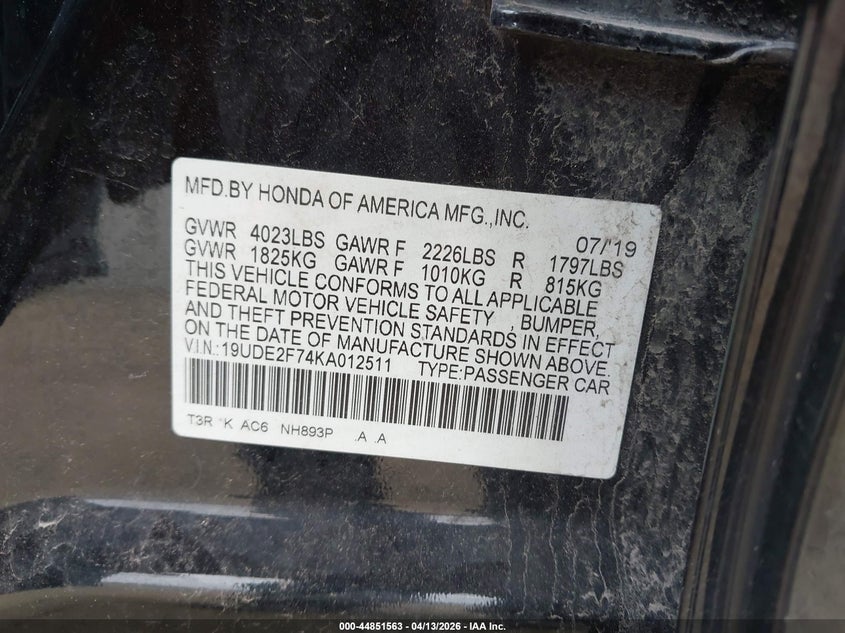 MFD.BY HONDA OF AMERICA MFG.,INC.
07/'19
GVWR 4023LBS GAWR F 2226LBS R 1797LBS
GVWR 1825KG GAWR F 1010KG R 815KG
THIS VEHICLE CONFORMS TO ALL APPLICABLE
FEDERAL MOTOR VEHICLE SAFETY , BUMPER,
AND THEFT PREVENTION STANDARDS IN EFFECT
ON THE DATE OF MANUFACTURE SHOWN ABOVE.
V.I.N.:19UDE2F74KA012511 TYPE:PASSENGER CAR
T3R *K AC6 NH893P .A .A
000-44851563 - 04/13/2026 - IAA Inc.